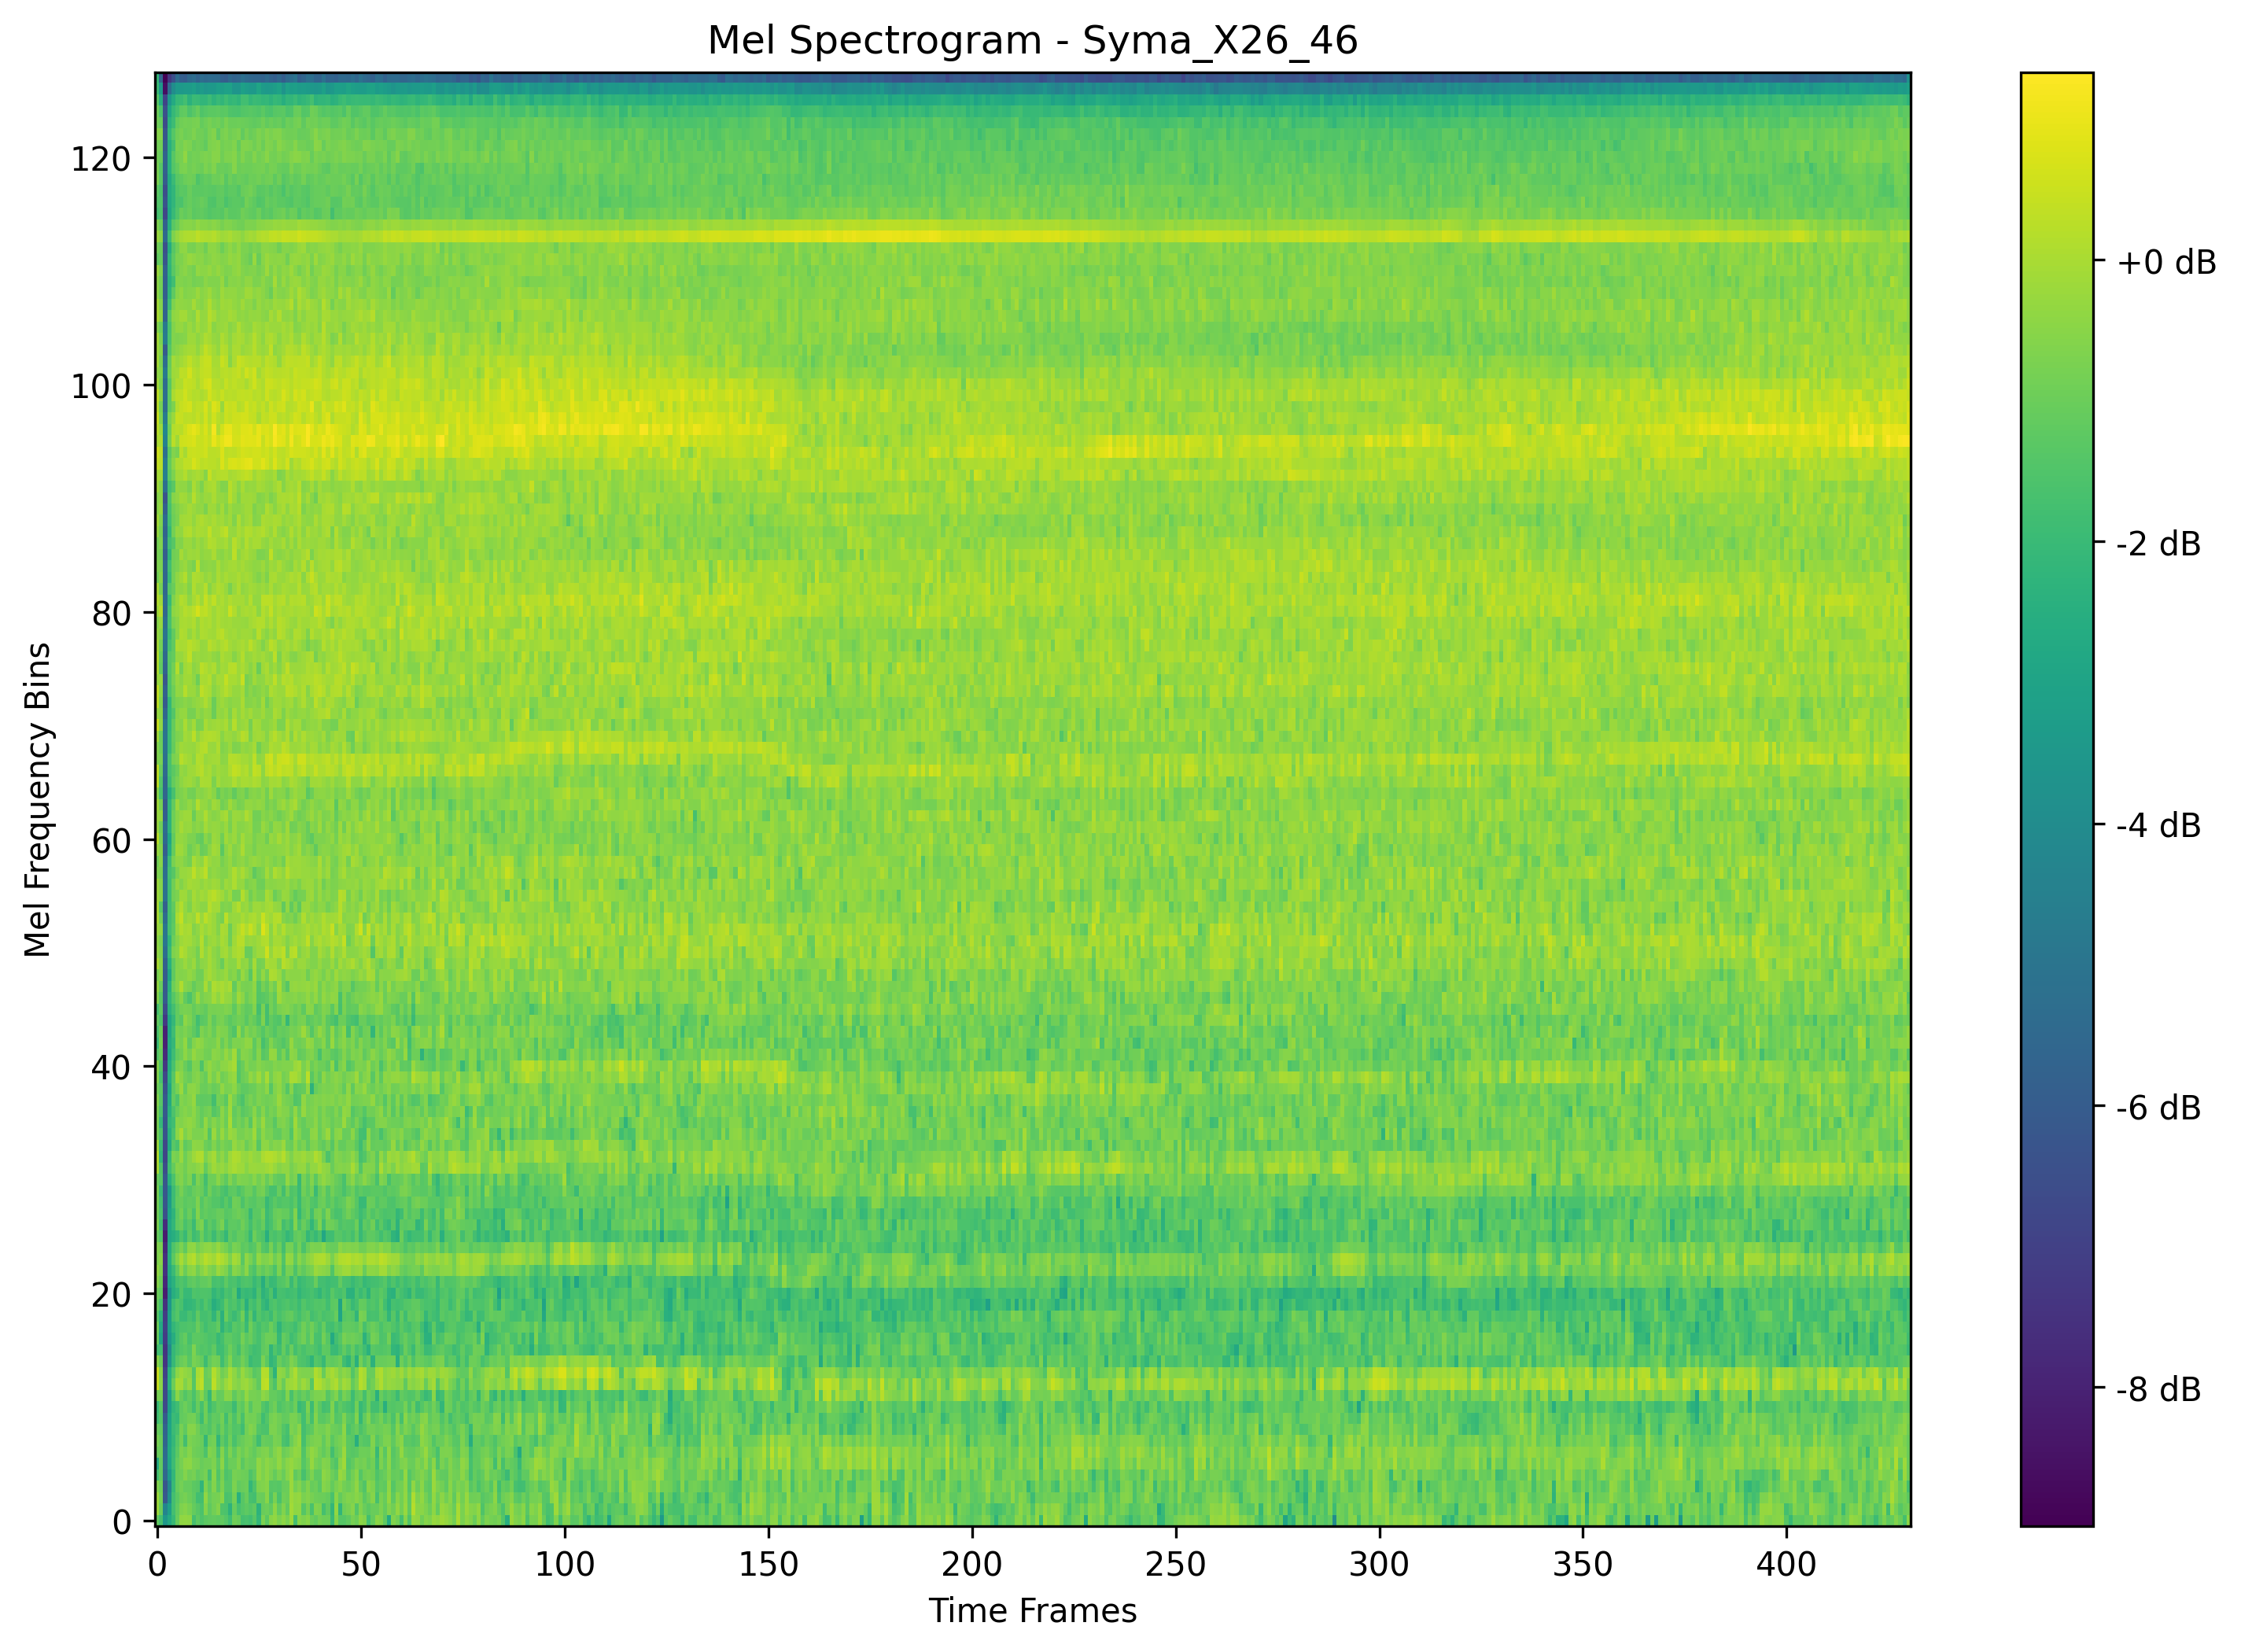 Mel Spectrogram - Syma_X26_46
Mel Frequency Bins
120
100
80
60
40
20
0
0 50 100 150 200 250 300 350 400
Time Frames
+0 dB
-2 dB
-4 dB
-6 dB
-8 dB